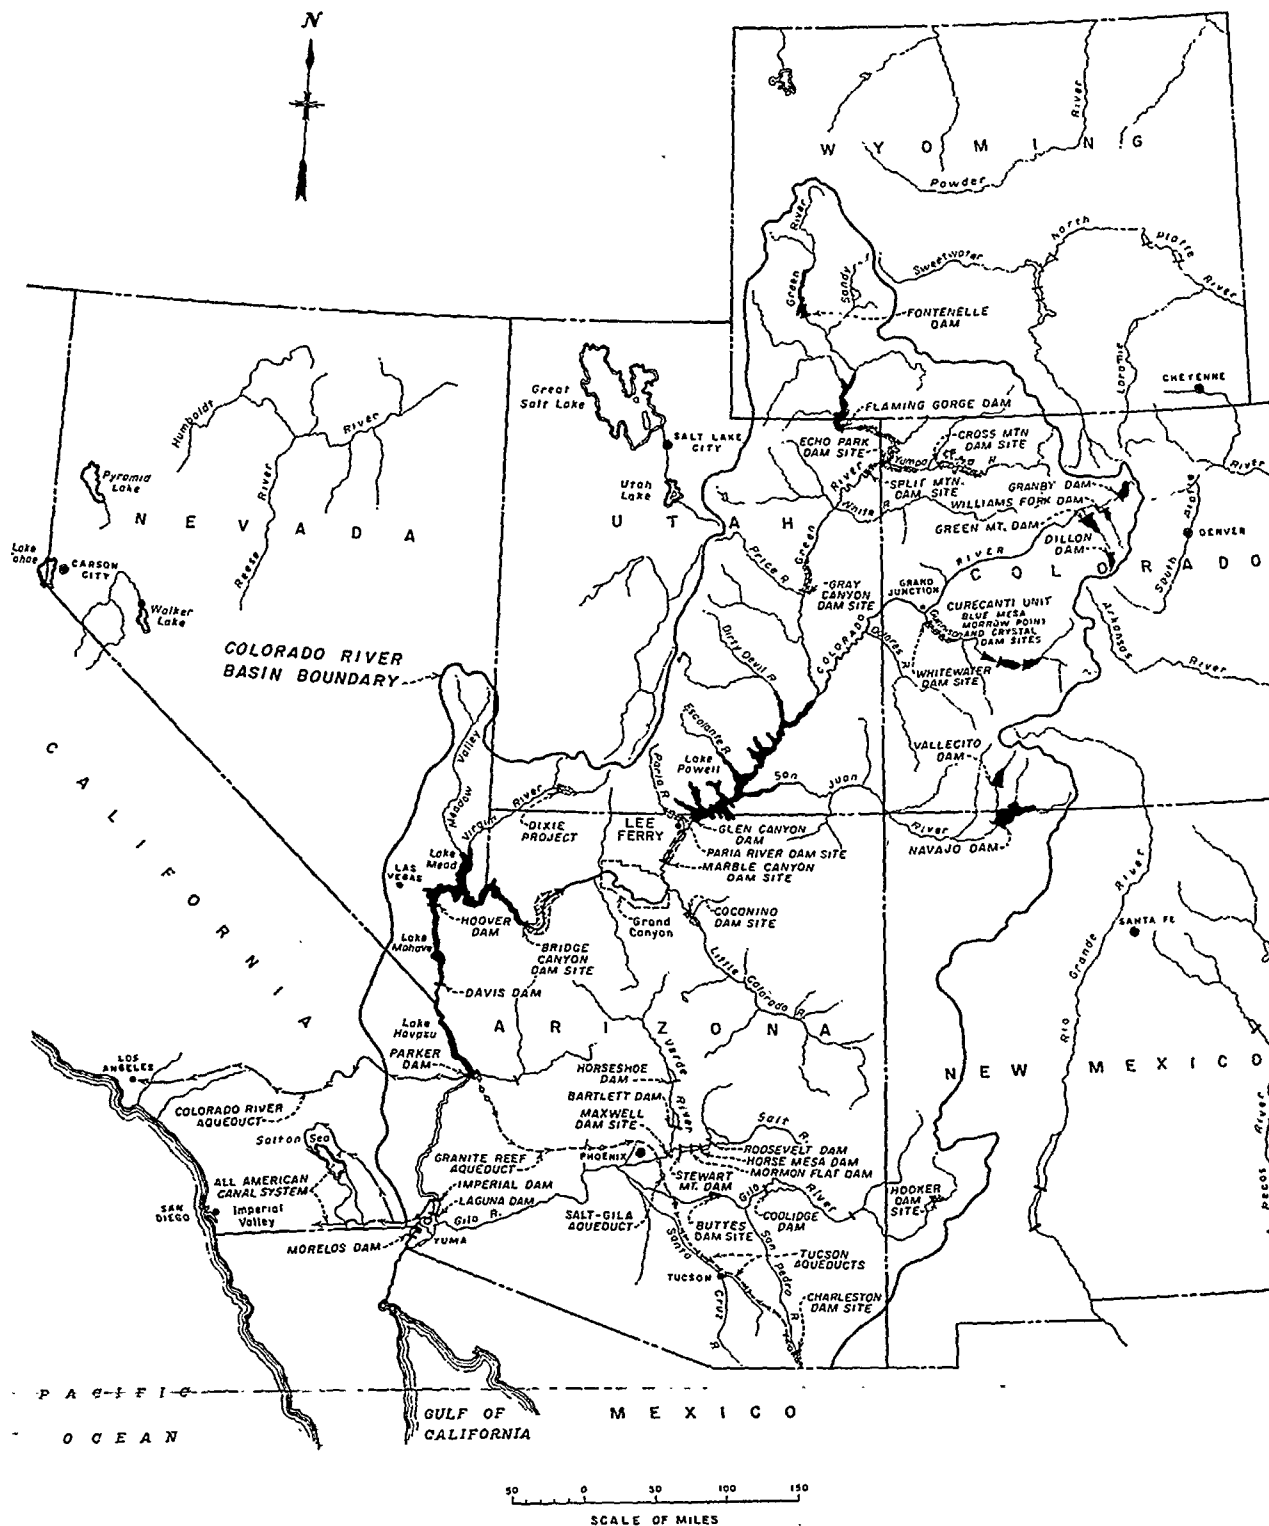 N
W Y O M I N G
River
Powder
River
North
Platte
River
Sweetwater
Sandy
Green
FONTENELLE
DAM
Laramie
CHEYENNE
Great
Salt Lake
FLAMING GORGE DAM
Humboldt
River
SALT LAKE
CITY
ECHO PARK
DAM SITE
CROSS MTN
DAM SITE
Yampa
R
River
Pyramid
Lake
Reese
River
Utah
Lake
River
SPLIT MTN.
DAM SITE
GRANBY DAM
WILLIAMS FORK DAM
White R
GREEN MT. DAM
N E V A D A
U T A H
DILLON
DAM
DENVER
South
Platte
Lake
Tahoe
CARSON
CITY
Price R.
Green
RIVER
C O L O R A D O
Walker
Lake
GRAY
CANYON
DAM SITE
GRAND
JUNCTION
CURECANTI UNIT
BLUE MESA
MORROW POINT
AND CRYSTAL
DAM SITES
Gunnison
Arkansas
River
COLORADO RIVER
BASIN BOUNDARY
Dirty Devil R
COLORADO
Dolores R
WHITEWATER
DAM SITE
C A L I F O R N I A
Meadow
Valley
Escalante R
Lake
Powell
Paria R
San Juan
River
VALLECITO
DAM
Virgin
River
DIXIE
PROJECT
LEE
FERRY
GLEN CANYON
DAM
PARIA RIVER DAM SITE
MARBLE CANYON
DAM SITE
NAVAJO DAM
LAS
VEGAS
Lake
Mead
HOOVER
DAM
Grand
Canyon
COCONINO
DAM SITE
River
SANTA FE
Lake
Mohave
BRIDGE
CANYON
DAM SITE
Little Colorado R
Rio
Grande
DAVIS DAM
Lake
Havasu
A R I Z O N A
PARKER
DAM
Verde
River
N E W M E X I C O
LOS
ANGELES
HORSESHOE
DAM
BARTLETT DAM
COLORADO RIVER
AQUEDUCT
MAXWELL
DAM SITE
Salt R.
Salton Sea
GRANITE REEF
AQUEDUCT
PHOENIX
ROOSEVELT DAM
HORSE MESA DAM
MORMON FLAT DAM
STEWART
MT. DAM
ALL AMERICAN
CANAL SYSTEM
IMPERIAL DAM
LAGUNA DAM
SAN
DIEGO
Imperial
Valley
Gila R.
SALT-GILA
AQUEDUCT
Gila
River
COOLIDGE
DAM
BUTTES
DAM SITE
HOOKER
DAM
SITE
Pecos
River
MORELOS DAM
YUMA
Santa
Cruz
R
San
Pedro
R
TUCSON
AQUEDUCTS
TUCSON
CHARLESTON
DAM SITE
P A C I F I C
O C E A N
GULF OF
CALIFORNIA
M E X I C O
50 0 50 100 150
SCALE OF MILES